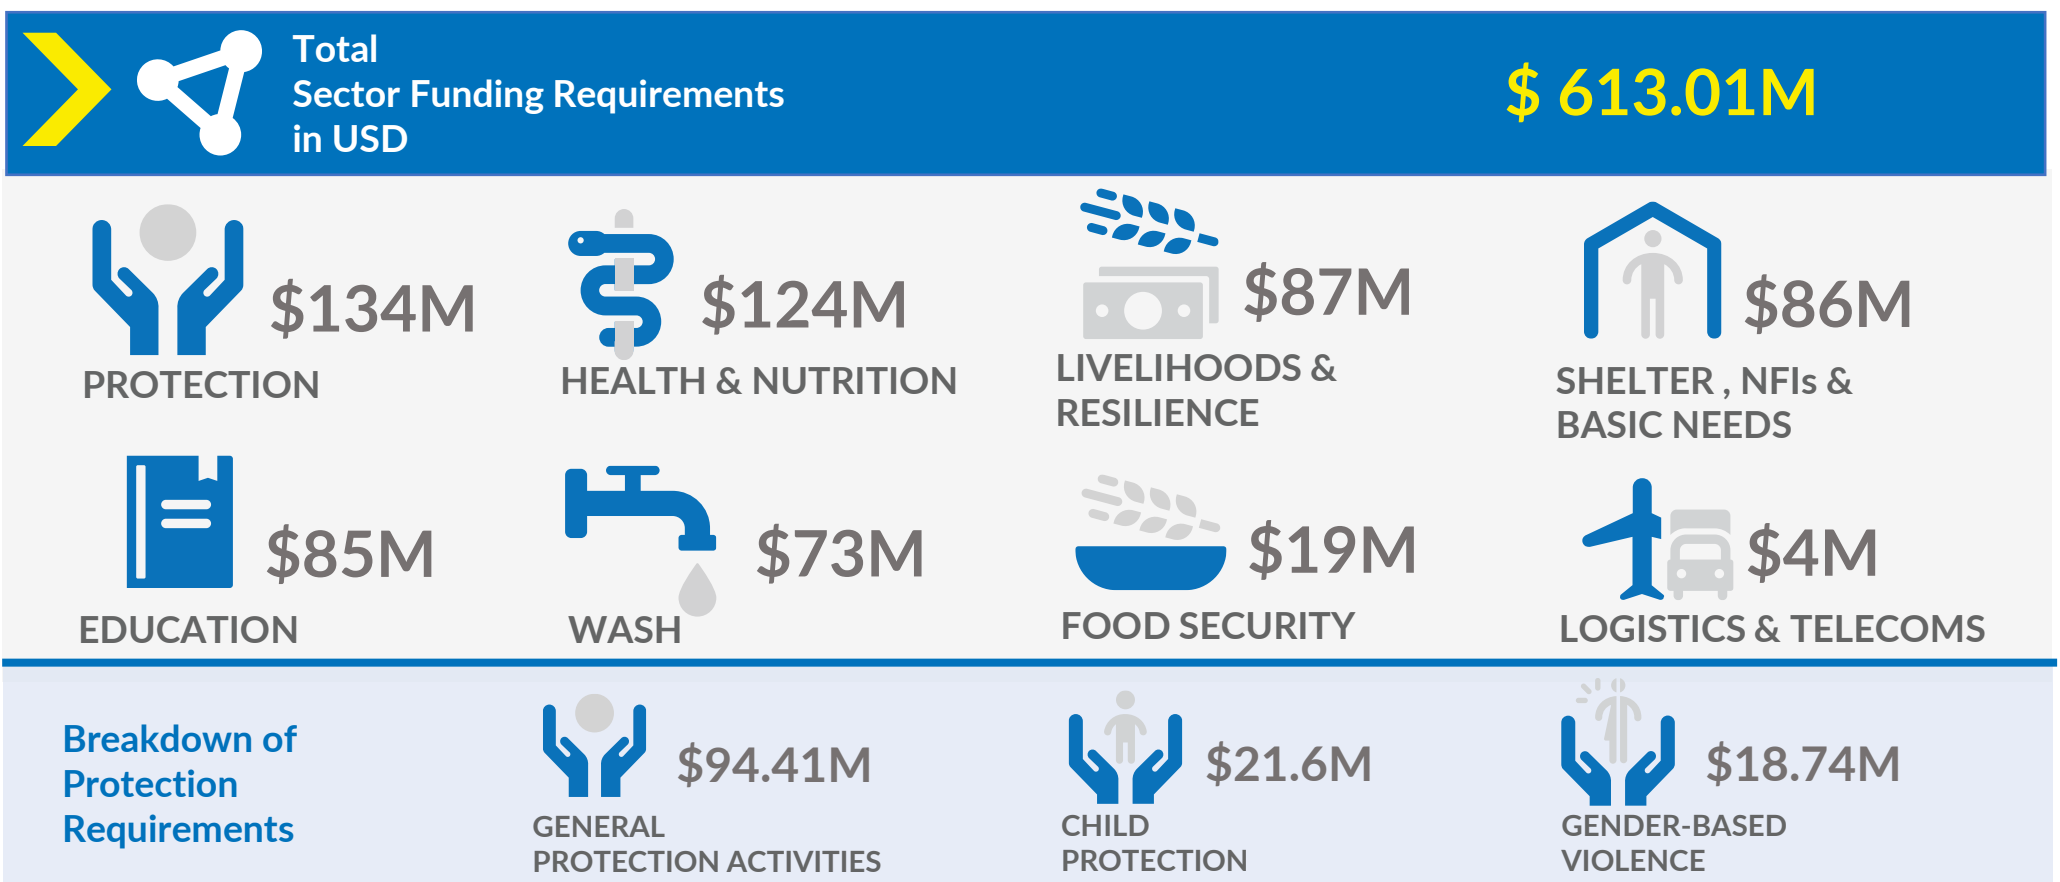 Total
Sector Funding Requirements
in USD
$ 613.01M
$134M
PROTECTION
$124M
HEALTH & NUTRITION
$87M
LIVELIHOODS &
RESILIENCE
$86M
SHELTER , NFIs &
BASIC NEEDS
$85M
EDUCATION
$73M
WASH
$19M
FOOD SECURITY
$4M
LOGISTICS & TELECOMS
Breakdown of
Protection
Requirements
$94.41M
GENERAL
PROTECTION ACTIVITIES
$21.6M
CHILD
PROTECTION
$18.74M
GENDER-BASED
VIOLENCE